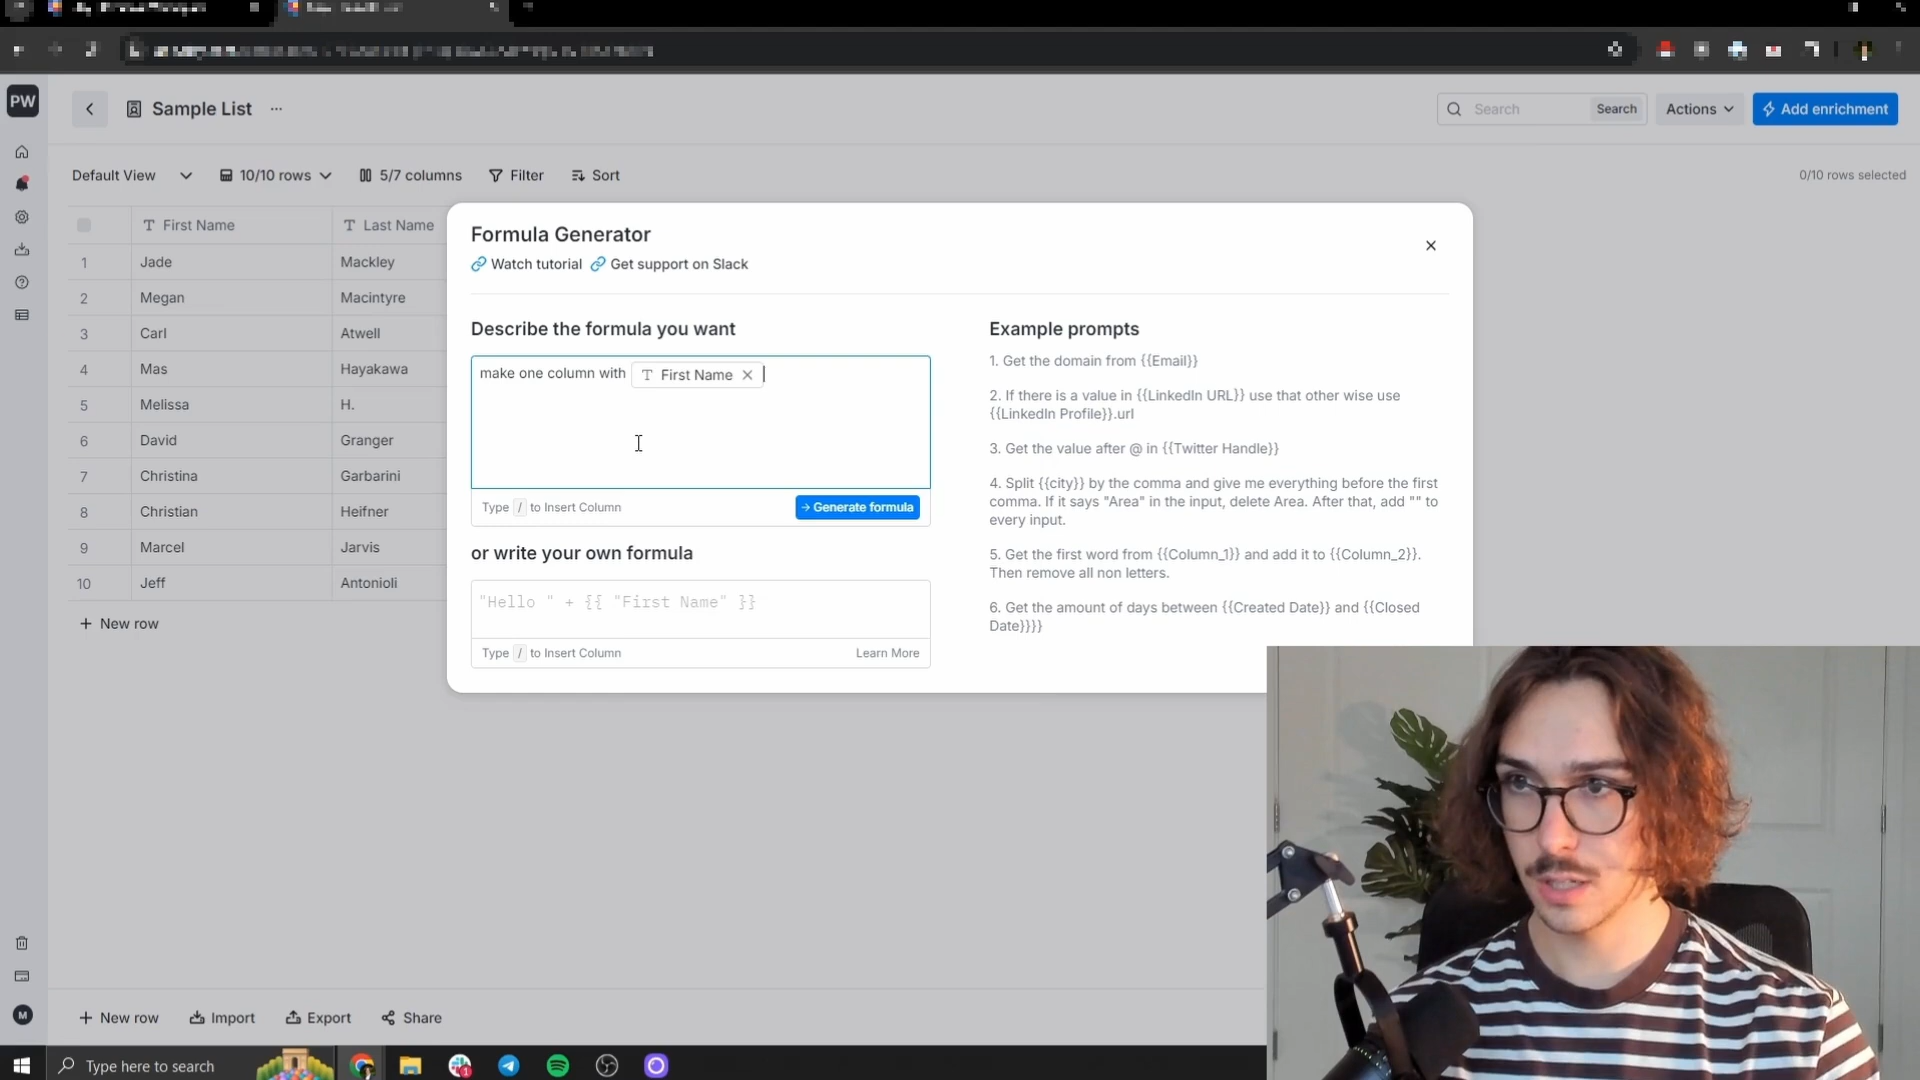 PW
Sample List
Search
Search
Actions
Add enrichment
Default View
10/10 rows
5/7 columns
Filter
Sort
0/10 rows selected
First Name
Last Name
1 Jade Mackley
2 Megan Macintyre
3 Carl Atwell
4 Mas Hayakawa
5 Melissa H.
6 David Granger
7 Christina Garbarini
8 Christian Heifner
9 Marcel Jarvis
10 Jeff Antonioli
+ New row
Formula Generator
Watch tutorial
Get support on Slack
Describe the formula you want
make one column with First Name
Type / to Insert Column
Generate formula
or write your own formula
"Hello " + {{ "First Name" }}
Type / to Insert Column
Learn More
Example prompts
1. Get the domain from {{Email}}
2. If there is a value in {{LinkedIn URL}} use that other wise use
{{LinkedIn Profile}}.url
3. Get the value after @ in {{Twitter Handle}}
4. Split {{city}} by the comma and give me everything before the first
comma. If it says "Area" in the input, delete Area. After that, add "" to
every input.
5. Get the first word from {{Column_1}} and add it to {{Column_2}}.
Then remove all non letters.
6. Get the amount of days between {{Created Date}} and {{Closed
Date}}}}
M
+ New row
Import
Export
Share
Type here to search
1